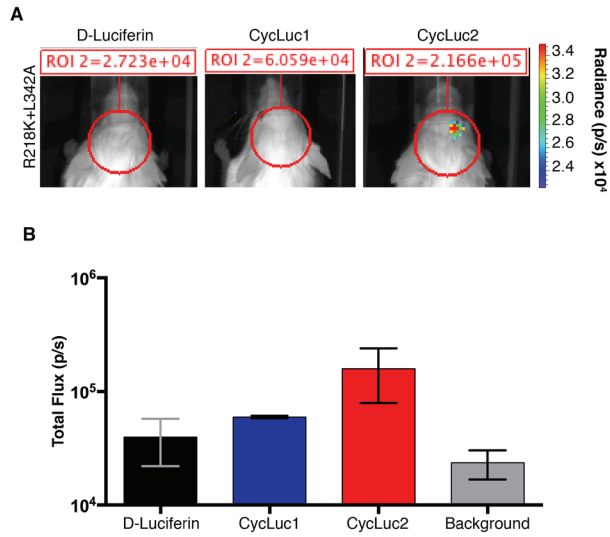 A
D-Luciferin
CycLuc1
CycLuc2
ROI 2=2.723e+04
ROI 2=6.059e+04
ROI 2=2.166e+05
R218K+L342A
3.4
3.2
3.0
2.8
2.6
2.4
Radiance (p/s) x10⁴
B
Total Flux (p/s)
10⁶
10⁵
10⁴
D-Luciferin
CycLuc1
CycLuc2
Background